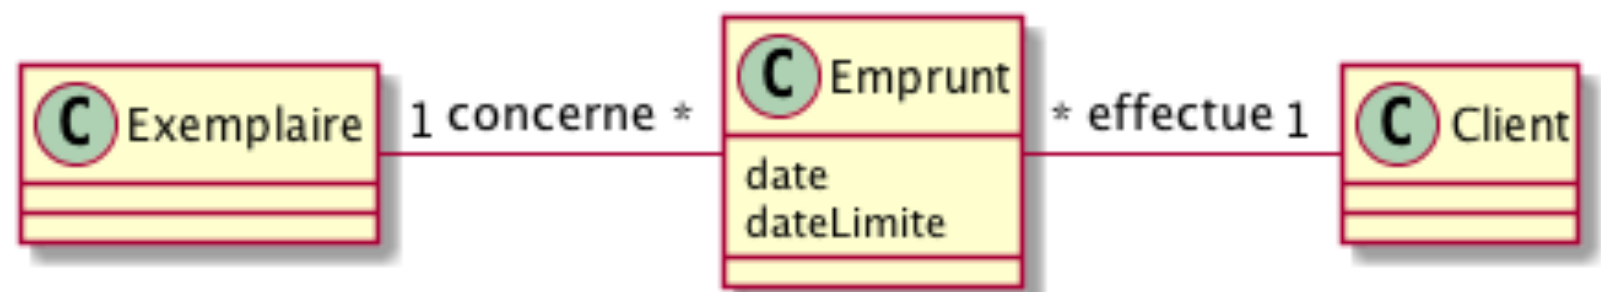 C Exemplaire
1 concerne *
C Emprunt
date
dateLimite
* effectue 1
C Client